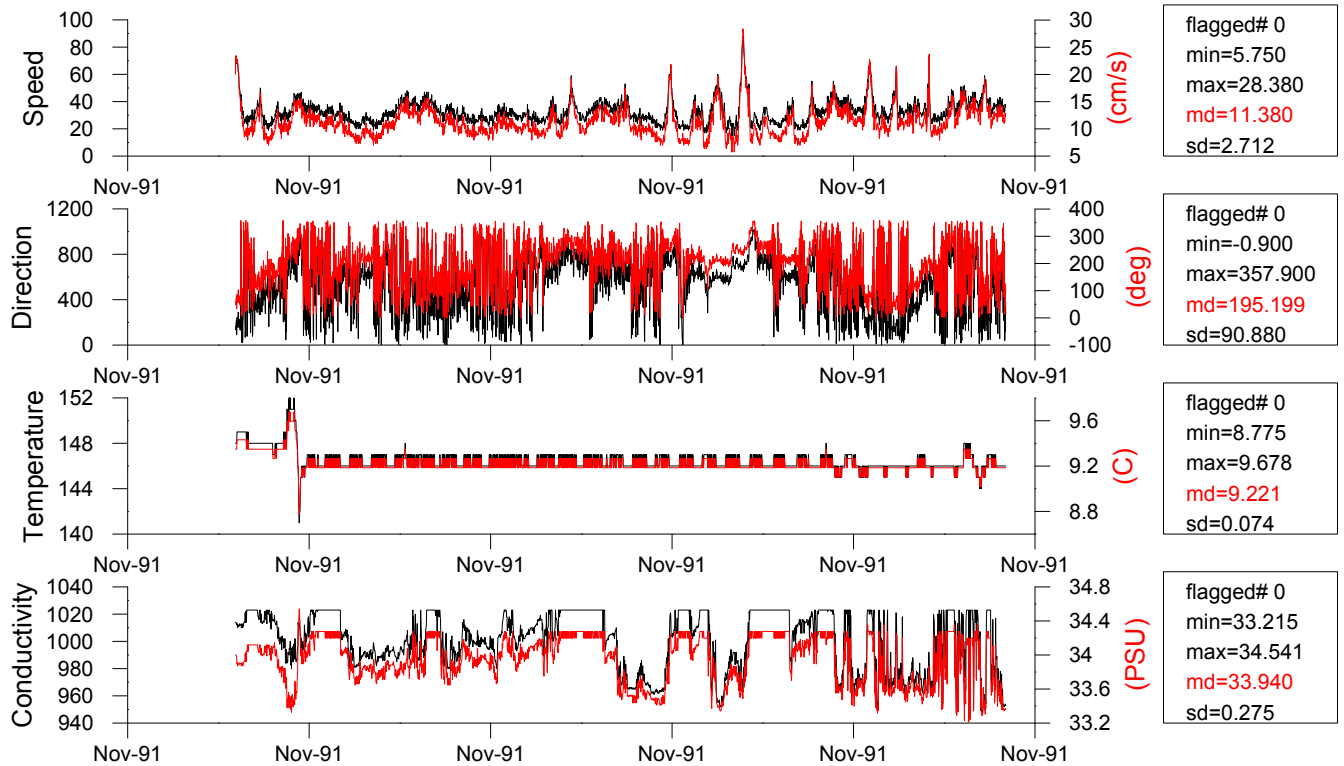 Speed
100
80
60
40
20
0
30
25
20
15
10
5
(cm/s)
Nov-91 Nov-91 Nov-91 Nov-91 Nov-91 Nov-91
flagged# 0
min=5.750
max=28.380
md=11.380
sd=2.712
Direction
1200
800
400
0
400
300
200
100
0
-100
(deg)
Nov-91 Nov-91 Nov-91 Nov-91 Nov-91 Nov-91
flagged# 0
min=-0.900
max=357.900
md=195.199
sd=90.880
Temperature
152
148
144
140
9.6
9.2
8.8
(C)
Nov-91 Nov-91 Nov-91 Nov-91 Nov-91 Nov-91
flagged# 0
min=8.775
max=9.678
md=9.221
sd=0.074
Conductivity
1040
1020
1000
980
960
940
34.8
34.4
34
33.6
33.2
(PSU)
Nov-91 Nov-91 Nov-91 Nov-91 Nov-91 Nov-91
flagged# 0
min=33.215
max=34.541
md=33.940
sd=0.275